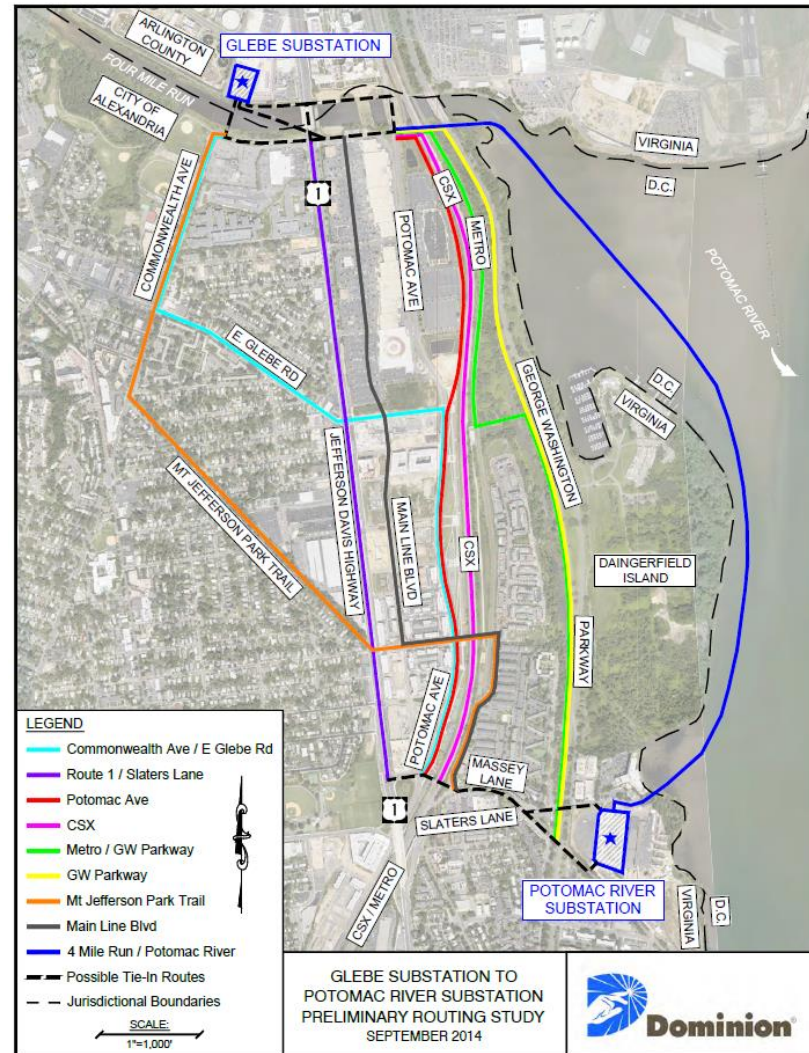 ARLINGTON
COUNTY
GLEBE SUBSTATION
FOUR MILE RUN
CITY OF
ALEXANDRIA
VIRGINIA
D.C.
COMMONWEALTH AVE
1
CSX
METRO
POTOMAC AVE
POTOMAC RIVER
E. GLEBE RD
D.C.
VIRGINIA
GEORGE WASHINGTON
JEFFERSON DAVIS HIGHWAY
MT JEFFERSON PARK TRAIL
MAIN LINE BLVD
CSX
DAINGERFIELD
ISLAND
PARKWAY
POTOMAC AVE
MASSEY
LANE
1
SLATERS LANE
CSX / METRO
POTOMAC RIVER
SUBSTATION
VIRGINIA
D.C.
LEGEND
Commonwealth Ave / E Glebe Rd
Route 1 / Slaters Lane
Potomac Ave
CSX
Metro / GW Parkway
GW Parkway
Mt Jefferson Park Trail
Main Line Blvd
4 Mile Run / Potomac River
Possible Tie-In Routes
Jurisdictional Boundaries
SCALE:
1"=1,000'
GLEBE SUBSTATION TO
POTOMAC RIVER SUBSTATION
PRELIMINARY ROUTING STUDY
SEPTEMBER 2014
Dominion®